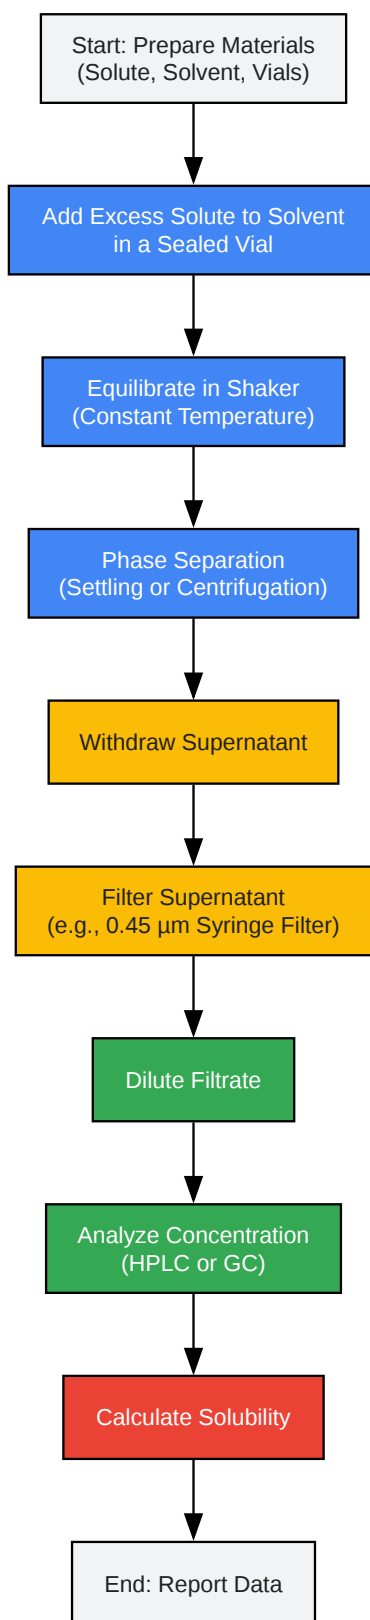 Start: Prepare Materials
(Solute, Solvent, Vials)
Add Excess Solute to Solvent
in a Sealed Vial
Equilibrate in Shaker
(Constant Temperature)
Phase Separation
(Settling or Centrifugation)
Withdraw Supernatant
Filter Supernatant
(e.g., 0.45 µm Syringe Filter)
Dilute Filtrate
Analyze Concentration
(HPLC or GC)
Calculate Solubility
End: Report Data